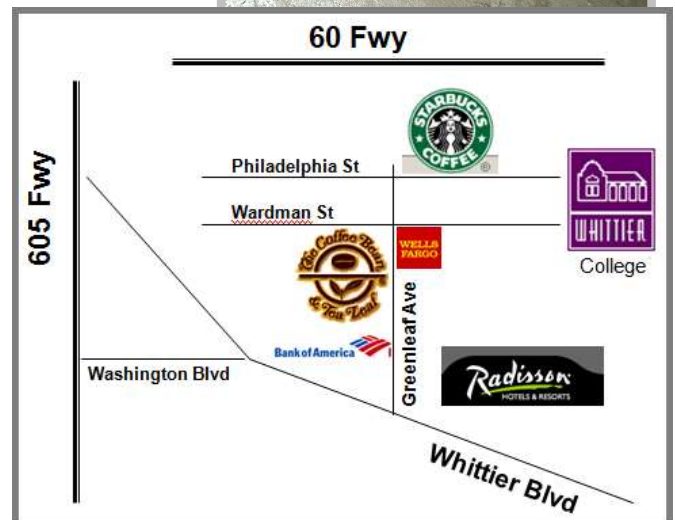 60 Fwy
605 Fwy
STARBUCKS
COFFEE
Philadelphia St
Wardman St
WHITTIER
College
The Coffee Bean
& Tea Leaf
WELLS
FARGO
Greenleaf Ave
Bank of America
Washington Blvd
Radisson
HOTELS & RESORTS
Whittier Blvd